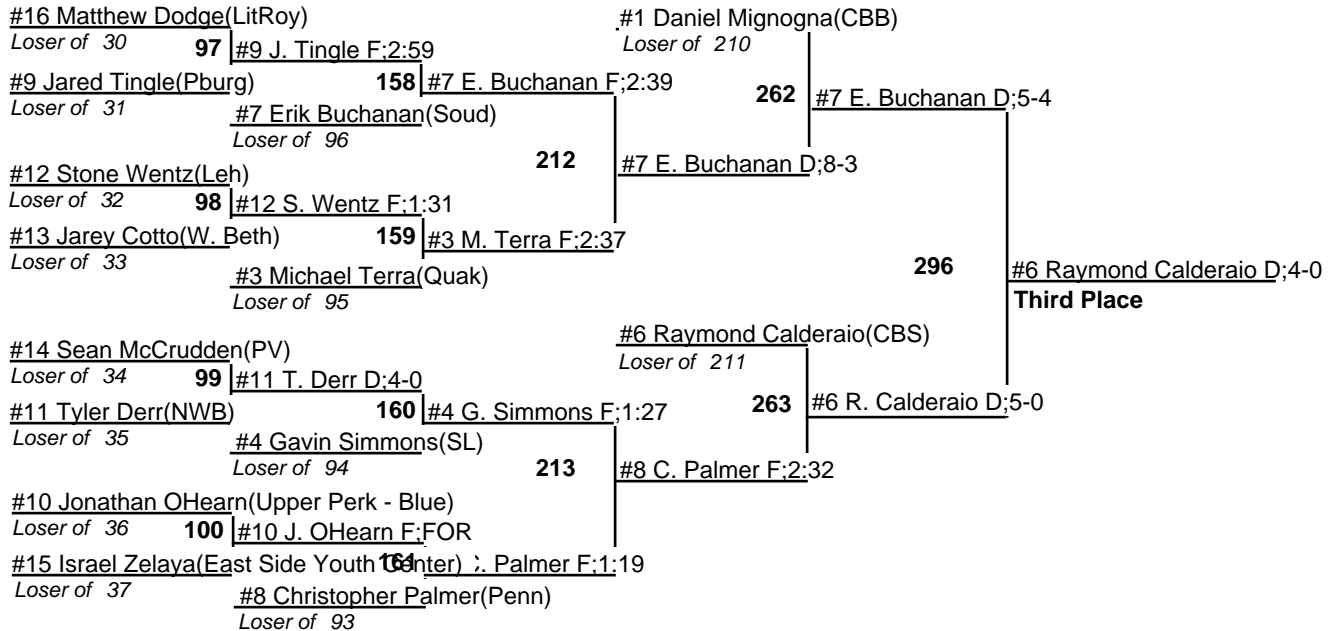 #16 Matthew Dodge(LitRoy)
Loser of 30
97
#9 J. Tingle F;2:59
#9 Jared Tingle(Pburg)
Loser of 31
158
#7 E. Buchanan F;2:39
#7 Erik Buchanan(Soud)
Loser of 96
#12 Stone Wentz(Leh)
Loser of 32
98
#12 S. Wentz F;1:31
#13 Jarey Cotto(W. Beth)
Loser of 33
159
#3 M. Terra F;2:37
#3 Michael Terra(Quak)
Loser of 95
212
#7 E. Buchanan D;8-3
#1 Daniel Mignogna(CBB)
Loser of 210
262
#7 E. Buchanan D;5-4
#14 Sean McCrudden(PV)
Loser of 34
99
#11 T. Derr D;4-0
#11 Tyler Derr(NWB)
Loser of 35
160
#4 G. Simmons F;1:27
#4 Gavin Simmons(SL)
Loser of 94
#10 Jonathan OHearn(Upper Perk - Blue)
Loser of 36
100
#10 J. OHearn F;FOR
#15 Israel Zelaya(East Side Youth Center)
Loser of 37
161
. Palmer F;1:19
#8 Christopher Palmer(Penn)
Loser of 93
213
#8 C. Palmer F;2:32
#6 Raymond Calderaio(CBS)
Loser of 211
263
#6 R. Calderaio D;5-0
296
#6 Raymond Calderaio D;4-0
Third Place